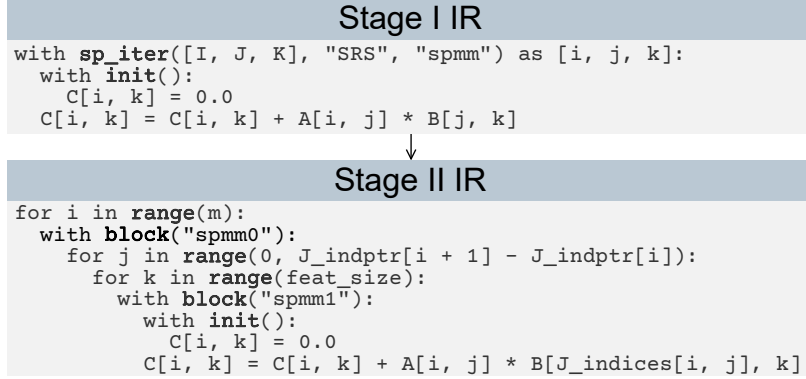 Stage I IR
with sp_iter([I, J, K], "SRS", "spmm") as [i, j, k]:
  with init():
    C[i, k] = 0.0
  C[i, k] = C[i, k] + A[i, j] * B[j, k]
Stage II IR
for i in range(m):
  with block("spmm0"):
    for j in range(0, J_indptr[i + 1] - J_indptr[i]):
      for k in range(feat_size):
        with block("spmm1"):
          with init():
            C[i, k] = 0.0
          C[i, k] = C[i, k] + A[i, j] * B[J_indices[i, j], k]